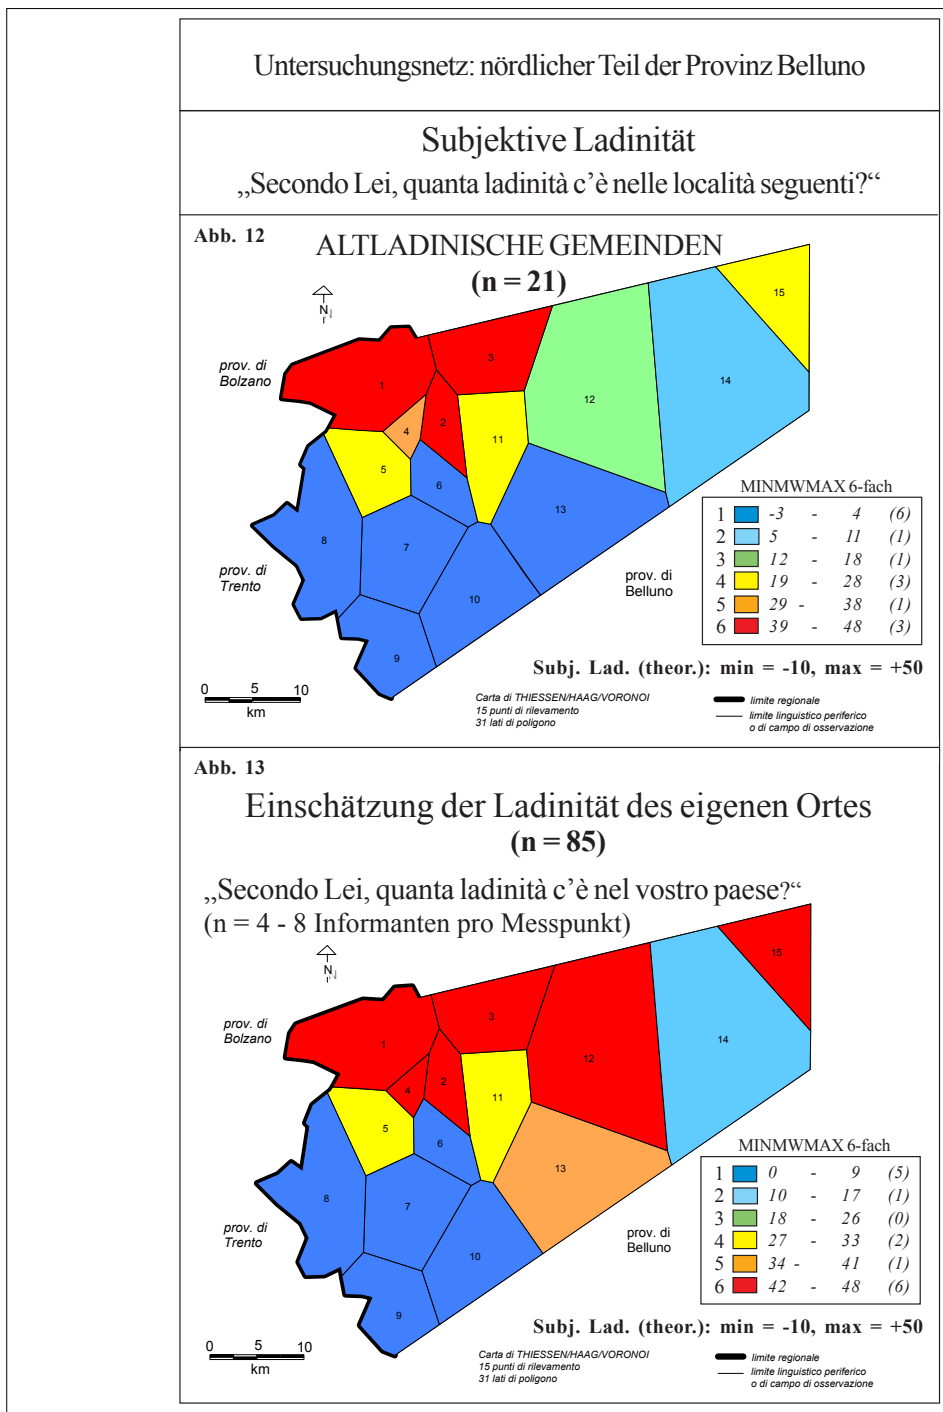 Untersuchungsnetz: nördlicher Teil der Provinz Belluno
Subjektive Ladinität
„Secondo Lei, quanta ladinità c’è nelle località seguenti?“
Abb. 12
ALTLADINISCHE GEMEINDEN
(n = 21)
N
prov. di
Bolzano
prov. di
Trento
prov. di
Belluno
1
2
3
4
5
6
7
8
9
10
11
12
13
14
15
MINMWMAX 6-fach
1 -3 - 4 (6)
2 5 - 11 (1)
3 12 - 18 (1)
4 19 - 28 (3)
5 29 - 38 (1)
6 39 - 48 (3)
Subj. Lad. (theor.): min = -10, max = +50
0 5 10
km
Carta di THIESSEN/HAAG/VORONOI
15 punti di rilevamento
31 lati di poligono
limite regionale
limite linguistico periferico
o di campo di osservazione
Abb. 13
Einschätzung der Ladinität des eigenen Ortes
(n = 85)
„Secondo Lei, quanta ladinità c’è nel vostro paese?“
(n = 4 - 8 Informanten pro Messpunkt)
N
prov. di
Bolzano
prov. di
Trento
prov. di
Belluno
1
2
3
4
5
6
7
8
9
10
11
12
13
14
15
MINMWMAX 6-fach
1 0 - 9 (5)
2 10 - 17 (1)
3 18 - 26 (0)
4 27 - 33 (2)
5 34 - 41 (1)
6 42 - 48 (6)
Subj. Lad. (theor.): min = -10, max = +50
0 5 10
km
Carta di THIESSEN/HAAG/VORONOI
15 punti di rilevamento
31 lati di poligono
limite regionale
limite linguistico periferico
o di campo di osservazione